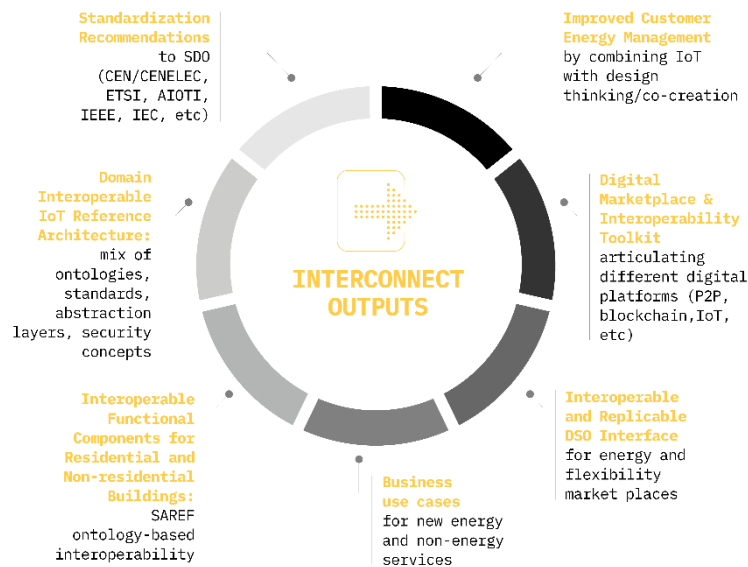 Standardization
Recommendations
to SDO
(CEN/CENELEC,
ETSI, AIOTI,
IEEE, IEC, etc)
Improved Customer
Energy Management
by combining IoT
with design
thinking/co-creation
Domain
Interoperable
IoT Reference
Architecture:
mix of
ontologies,
standards,
abstraction
layers, security
concepts
INTERCONNECT
OUTPUTS
Digital
Marketplace &
Interoperability
Toolkit
articulating
different digital
platforms (P2P,
blockchain,IoT,
etc)
Interoperable
Functional
Components for
Residential and
Non-residential
Buildings:
SAREF
ontology-based
interoperability
Business
use cases
for new energy
and non-energy
services
Interoperable
and Replicable
DSO Interface
for energy and
flexibility
market places